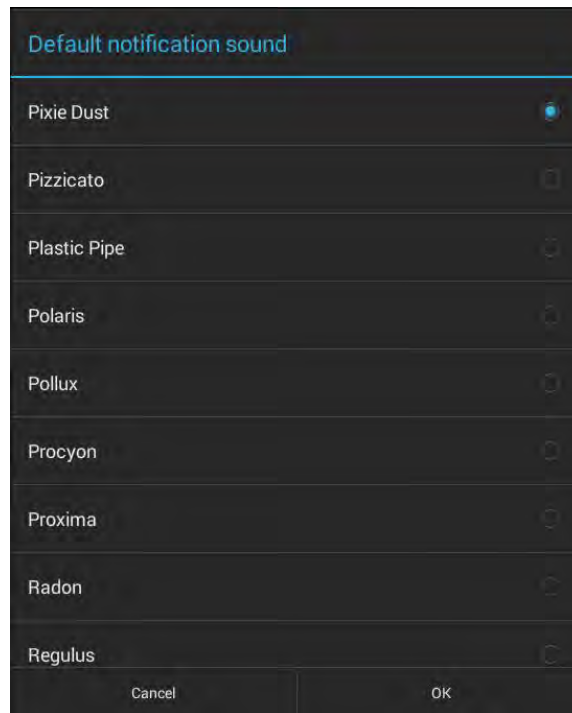 Default notification sound
Pixie Dust
Pizzicato
Plastic Pipe
Polaris
Pollux
Procyon
Proxima
Radon
Regulus
Cancel OK